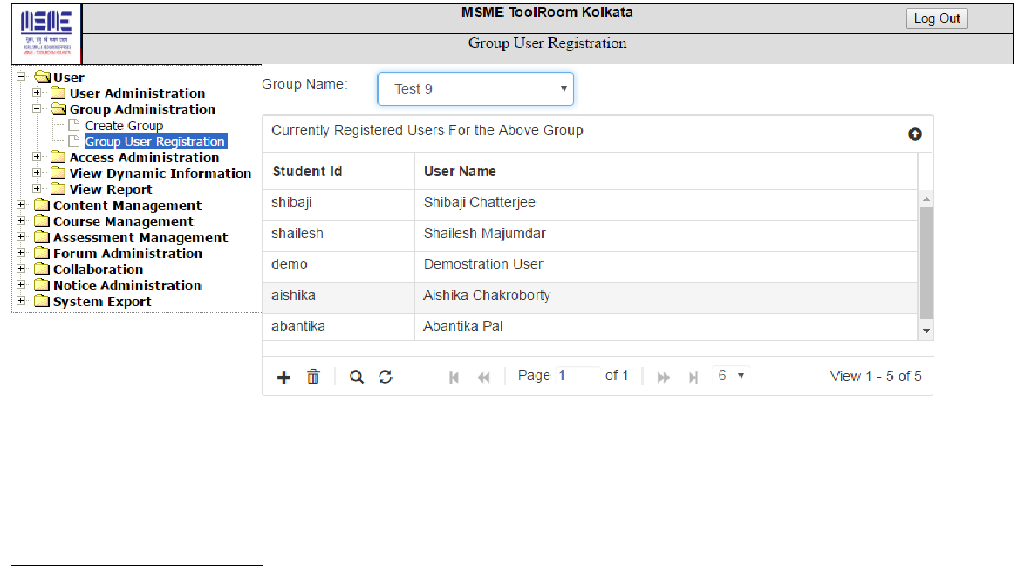 MSME ToolRoom Kolkata
Log Out
Group User Registration
User
User Administration
Group Administration
Create Group
Group User Registration
Access Administration
View Dynamic Information
View Report
Content Management
Course Management
Assessment Management
Forum Administration
Collaboration
Notice Administration
System Export
Group Name: Test 9
Currently Registered Users For the Above Group
Student Id User Name
shibaji Shibaji Chatterjee
shailesh Shailesh Majumdar
demo Demostration User
aishika Aishika Chakroborty
abantika Abantika Pal
Page 1 of 1 6 View 1 - 5 of 5